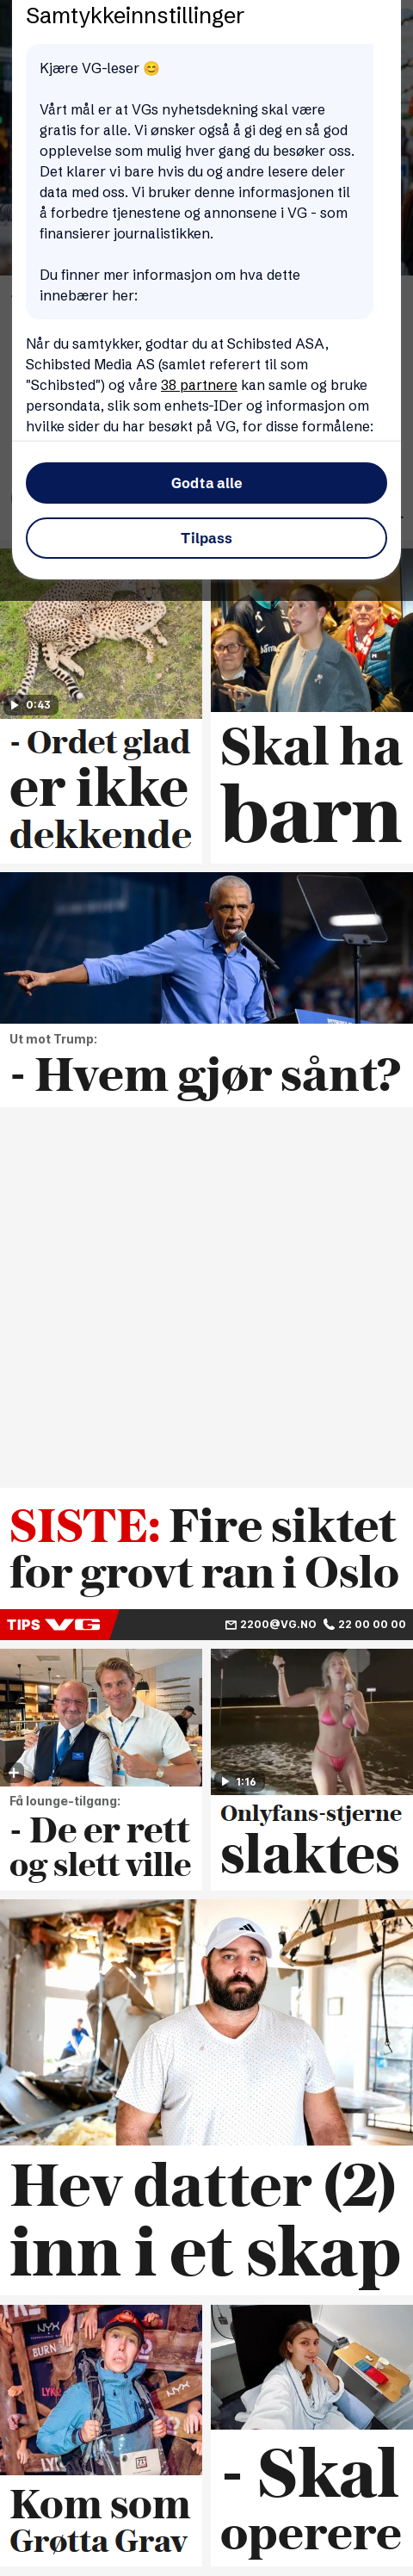 Samtykkeinnstillinger
Kjære VG-leser 😊
Vårt mål er at VGs nyhetsdekning skal være
gratis for alle. Vi ønsker også å gi deg en så god
opplevelse som mulig hver gang du besøker oss.
Det klarer vi bare hvis du og andre lesere deler
data med oss. Vi bruker denne informasjonen til
å forbedre tjenestene og annonsene i VG - som
finansierer journalistikken.
Du finner mer informasjon om hva dette
innebærer her:
Når du samtykker, godtar du at Schibsted ASA,
Schibsted Media AS (samlet referert til som
"Schibsted") og våre 38 partnere kan samle og bruke
persondata, slik som enhets-IDer og informasjon om
hvilke sider du har besøkt på VG, for disse formålene:
Godta alle
Tilpass
0:43
- Ordet glad
er ikke
dekkende
Skal ha
barn
Ut mot Trump:
- Hvem gjør sånt?
SISTE: Fire siktet
for grovt ran i Oslo
TIPS VG 2200@VG.NO 22 00 00 00
Få lounge-tilgang:
- De er rett
og slett ville
1:16
Onlyfans-stjerne
slaktes
Hev datter (2)
inn i et skap
NYX
BURN
LYKO
NYX
Kom som
Grøtta Grav
- Skal
operere